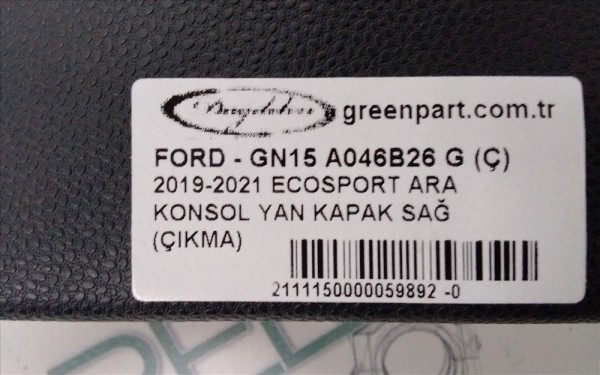 greenpart.com.tr
FORD - GN15 A046B26 G (Ç)
2019-2021 ECOSPORT ARA
KONSOL YAN KAPAK SAĞ
(ÇIKMA)
2111150000059892 -0